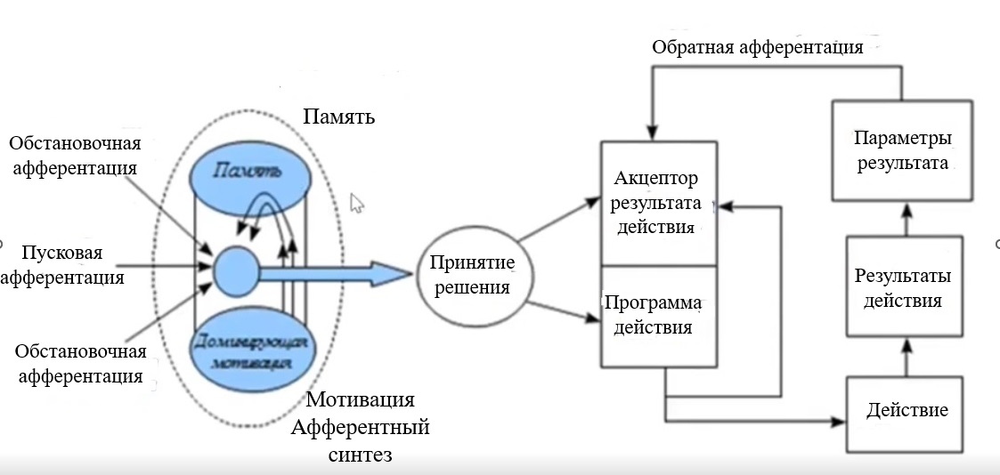 Обратная афферентация
Память
Обстановочная
афферентация
Память
Пусковая
афферентация
Обстановочная
афферентация
Доминирующая
мотивация
Мотивация
Афферентный
синтез
Принятие
решения
Акцептор
результата
действия
Программа
действия
Параметры
результата
Результаты
действия
Действие